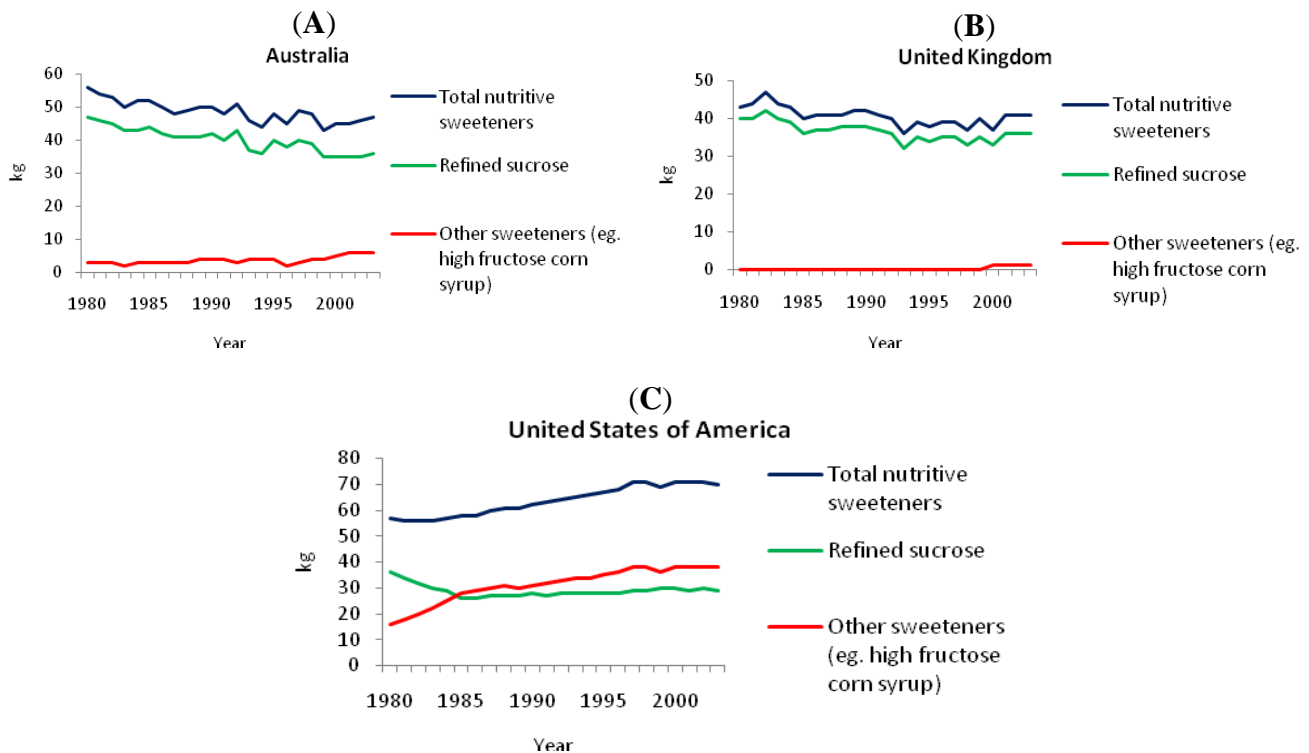 (A)
Australia
60
50
40
30
20
10
0
kg
1980 1985 1990 1995 2000
Year
Total nutritive
sweeteners
Refined sucrose
Other sweeteners (eg.
high fructose corn
syrup)
(B)
United Kingdom
50
40
30
20
10
0
kg
1980 1985 1990 1995 2000
Year
Total nutritive
sweeteners
Refined sucrose
Other sweeteners (eg.
high fructose corn
syrup)
(C)
United States of America
80
70
60
50
40
30
20
10
0
kg
1980 1985 1990 1995 2000
Year
Total nutritive
sweeteners
Refined sucrose
Other sweeteners
(eg. high fructose
corn syrup)